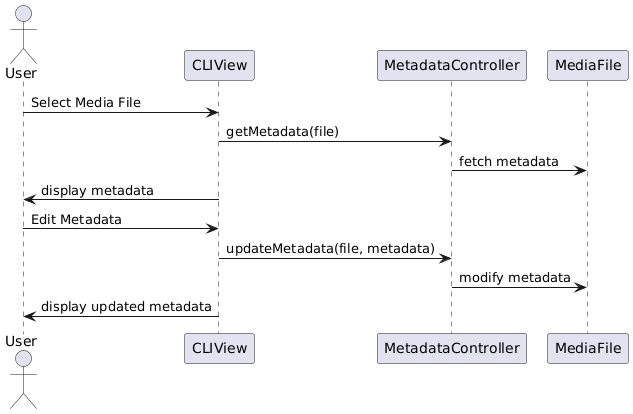 User
CLIView
MetadataController
MediaFile
Select Media File
getMetadata(file)
fetch metadata
display metadata
Edit Metadata
updateMetadata(file, metadata)
modify metadata
display updated metadata
User
CLIView
MetadataController
MediaFile